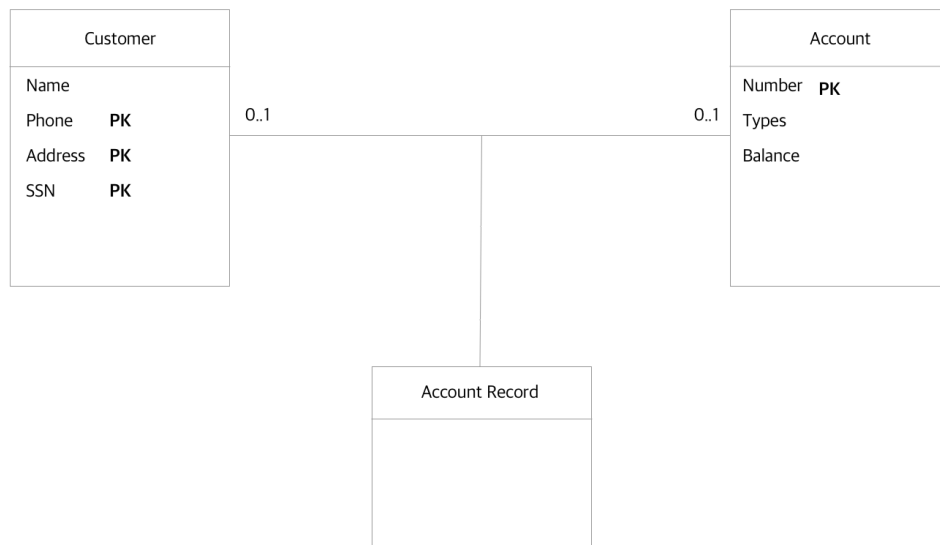 Customer
Name
Phone PK
Address PK
SSN PK
0..1
0..1
Account
Number PK
Types
Balance
Account Record